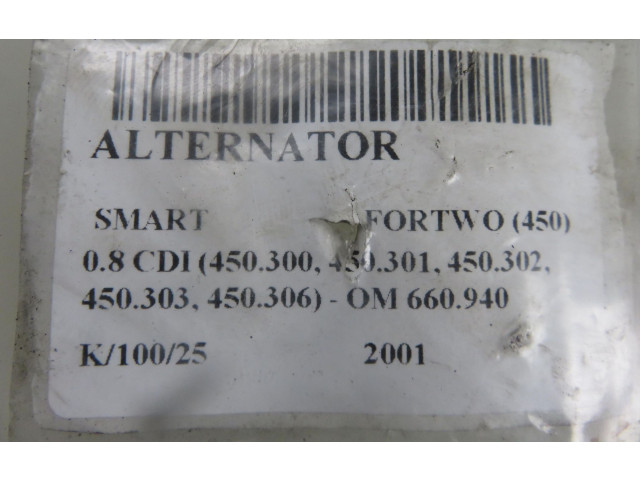 ALTERNATOR
SMART FORTWO (450)
0.8 CDI (450.300, 450.301, 450.302,
450.303, 450.306) - OM 660.940
K/100/25 2001